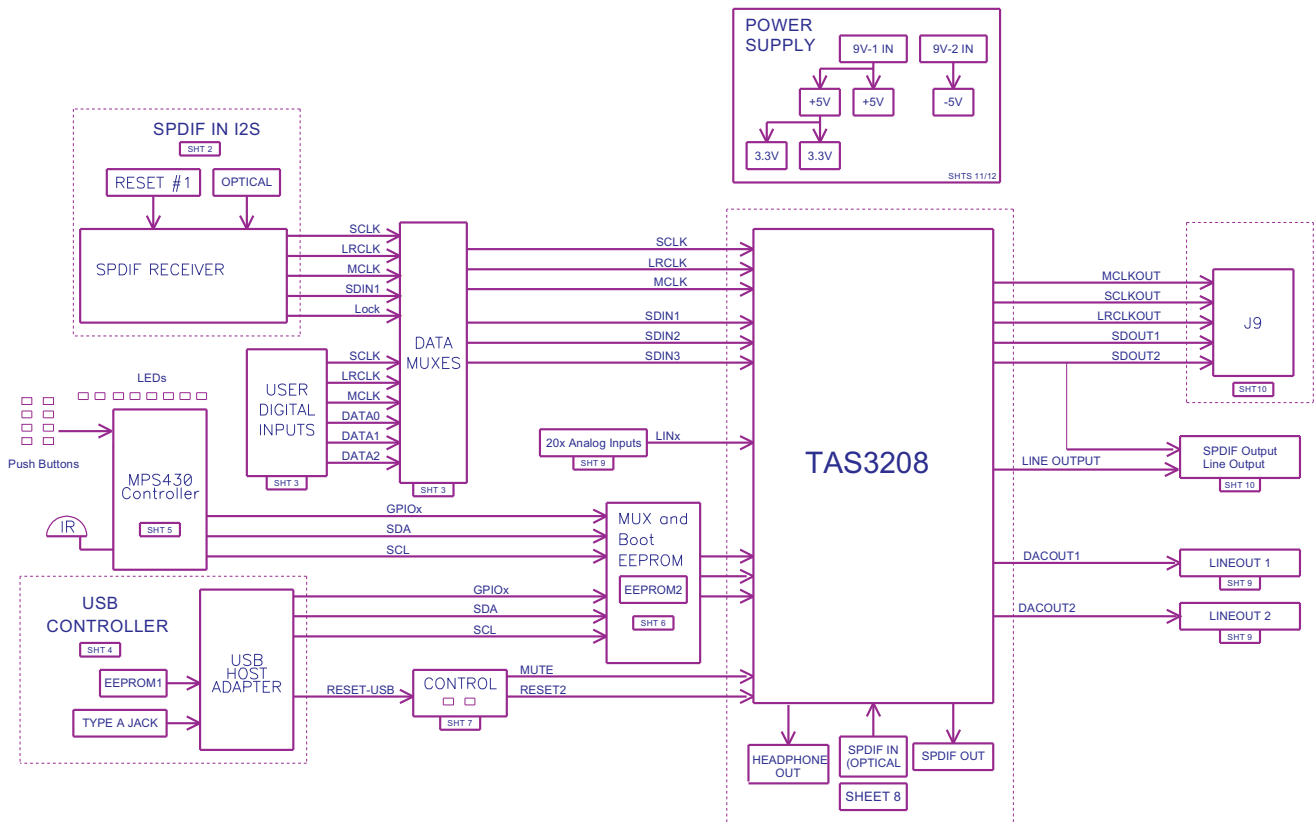 POWER
SUPPLY
9V-1 IN
9V-2 IN
+5V
+5V
-5V
3.3V
3.3V
SHTS 11/12
SPDIF IN I2S
SHT 2
RESET #1
OPTICAL
SPDIF RECEIVER
SCLK
LRCLK
MCLK
SDIN1
Lock
USER
DIGITAL
INPUTS
SHT 3
SCLK
LRCLK
MCLK
DATA0
DATA1
DATA2
DATA
MUXES
SHT 3
SCLK
LRCLK
MCLK
SDIN1
SDIN2
SDIN3
20x Analog Inputs
SHT 9
LINx
LEDs
Push Buttons
MPS430
Controller
SHT 5
IR
GPIOx
SDA
SCL
MUX and
Boot
EEPROM
EEPROM2
SHT 6
USB
CONTROLLER
SHT 4
EEPROM1
TYPE A JACK
USB
HOST
ADAPTER
GPIOx
SDA
SCL
RESET-USB
CONTROL
SHT 7
MUTE
RESET2
TAS3208
MCLKOUT
SCLKOUT
LRCLKOUT
SDOUT1
SDOUT2
J9
SHT10
LINE OUTPUT
SPDIF Output
Line Output
SHT 10
DACOUT1
LINEOUT 1
SHT 9
DACOUT2
LINEOUT 2
SHT 9
HEADPHONE
OUT
SPDIF IN
(OPTICAL
SPDIF OUT
SHEET 8